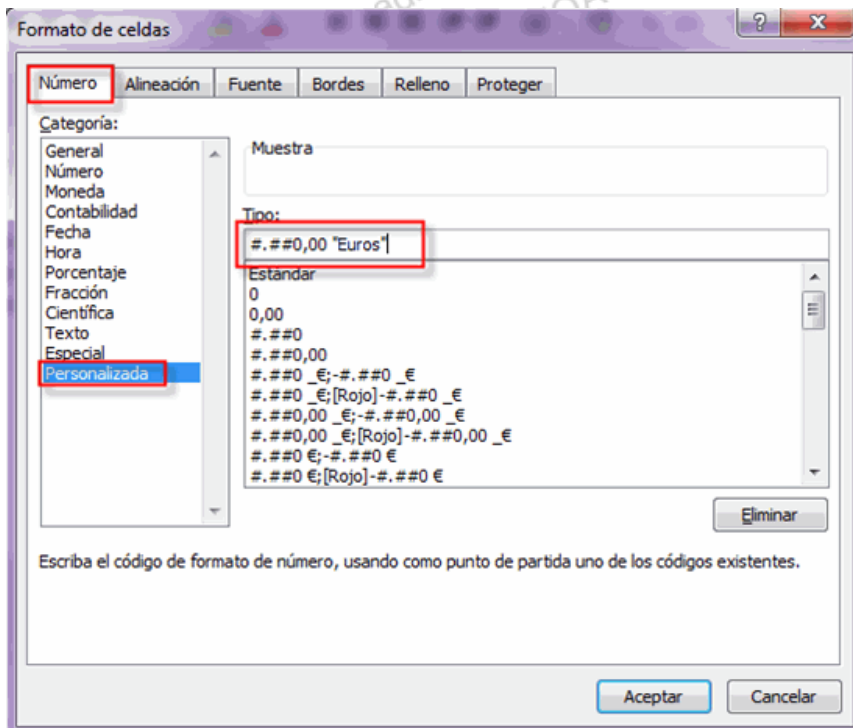 Formato de celdas
Número Alineación Fuente Bordes Relleno Proteger
Categoría:
General
Número
Moneda
Contabilidad
Fecha
Hora
Porcentaje
Fracción
Científica
Texto
Especial
Personalizada
Muestra
Tipo:
#.##0,00 "Euros"
Estándar
0
0,00
#.##0
#.##0,00
#.##0 _€;-#.##0 _€
#.##0 _€;[Rojo]-#.##0 _€
#.##0,00 _€;-#.##0,00 _€
#.##0,00 _€;[Rojo]-#.##0,00 _€
#.##0 €;-#.##0 €
#.##0 €;[Rojo]-#.##0 €
Eliminar
Escriba el código de formato de número, usando como punto de partida uno de los códigos existentes.
Aceptar Cancelar